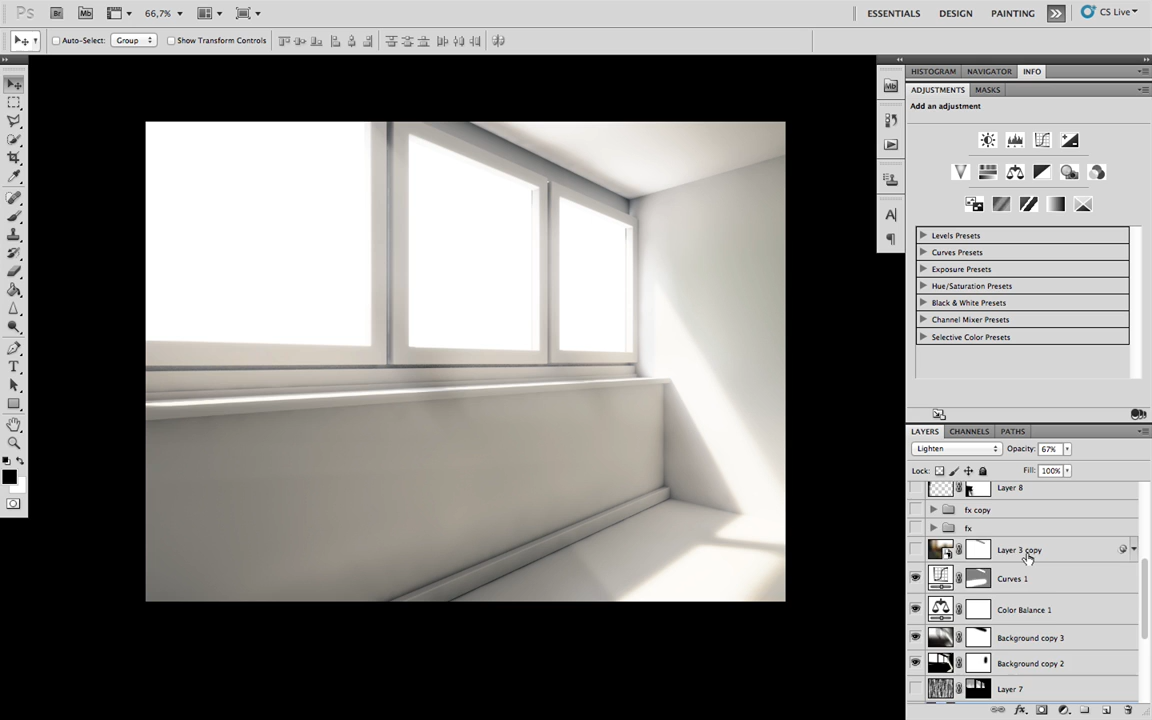 Ps Br Mb 66,7% ESSENTIALS DESIGN PAINTING CS Live
Auto-Select: Group Show Transform Controls
HISTOGRAM NAVIGATOR INFO
ADJUSTMENTS MASKS
Add an adjustment
Levels Presets
Curves Presets
Exposure Presets
Hue/Saturation Presets
Black & White Presets
Channel Mixer Presets
Selective Color Presets
LAYERS CHANNELS PATHS
Lighten Opacity: 67%
Lock: Fill: 100%
Layer 8
fx copy
fx
Layer 3 copy
Curves 1
Color Balance 1
Background copy 3
Background copy 2
Layer 7
Mb
A
T
fx